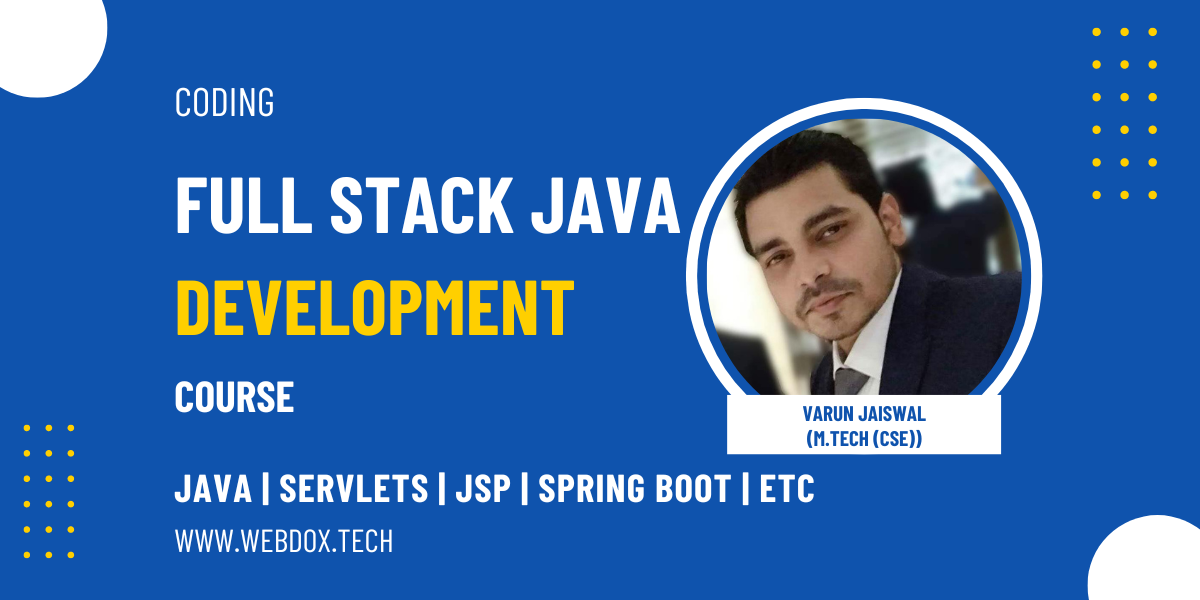 CODING
FULL STACK JAVA
DEVELOPMENT
COURSE
VARUN JAISWAL
(M.TECH (CSE))
JAVA | SERVLETS | JSP | SPRING BOOT | ETC
WWW.WEBDOX.TECH